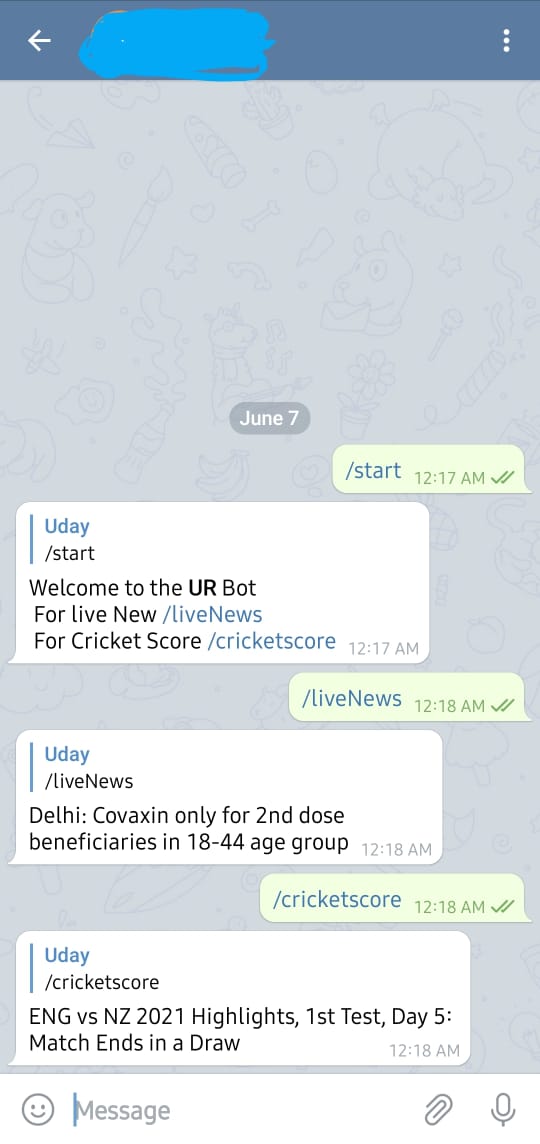 June 7
/start 12:17 AM
Uday
/start
Welcome to the UR Bot
For live New /liveNews
For Cricket Score /cricketscore 12:17 AM
/liveNews 12:18 AM
Uday
/liveNews
Delhi: Covaxin only for 2nd dose
beneficiaries in 18-44 age group 12:18 AM
/cricketscore 12:18 AM
Uday
/cricketscore
ENG vs NZ 2021 Highlights, 1st Test, Day 5:
Match Ends in a Draw 12:18 AM
Message